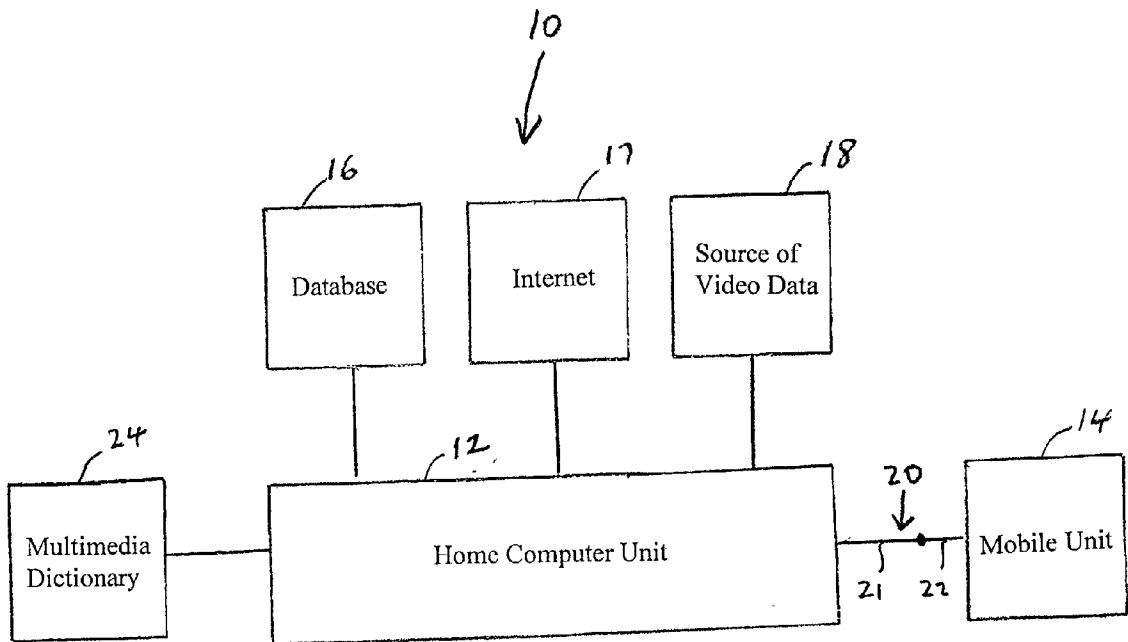 10
16
17
18
Database
Internet
Source of
Video Data
24
12
20
14
Multimedia
Dictionary
Home Computer Unit
21
22
Mobile Unit